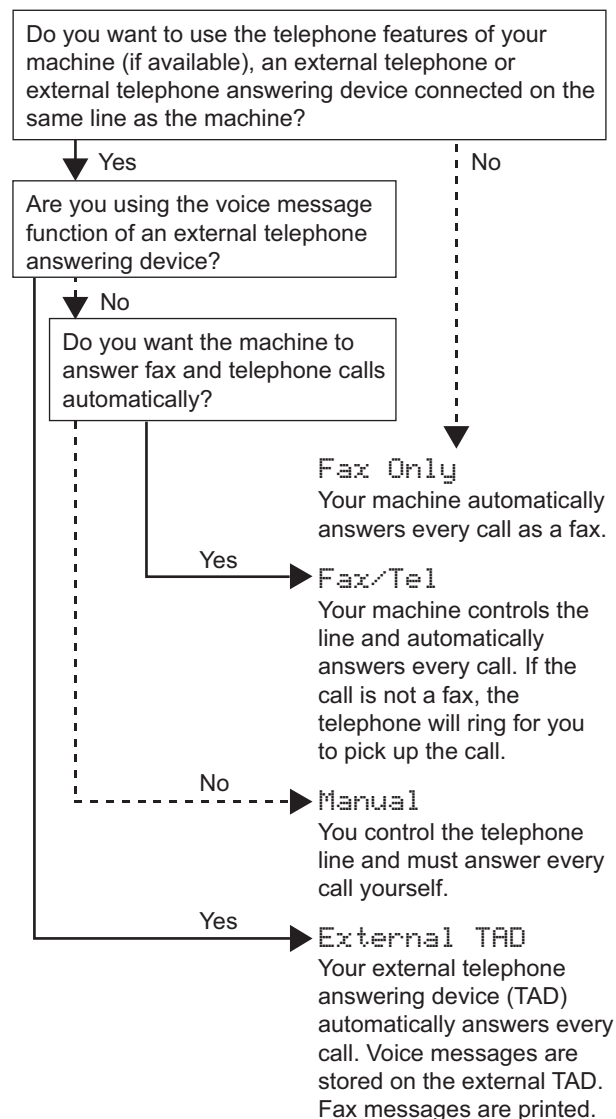 Do you want to use the telephone features of your
machine (if available), an external telephone or
external telephone answering device connected on the
same line as the machine?
Yes
No
Are you using the voice message
function of an external telephone
answering device?
No
Do you want the machine to
answer fax and telephone calls
automatically?
Fax Only
Your machine automatically
answers every call as a fax.
Yes
Fax/Tel
Your machine controls the
line and automatically
answers every call. If the
call is not a fax, the
telephone will ring for you
to pick up the call.
No
Manual
You control the telephone
line and must answer every
call yourself.
Yes
External TAD
Your external telephone
answering device (TAD)
automatically answers every
call. Voice messages are
stored on the external TAD.
Fax messages are printed.